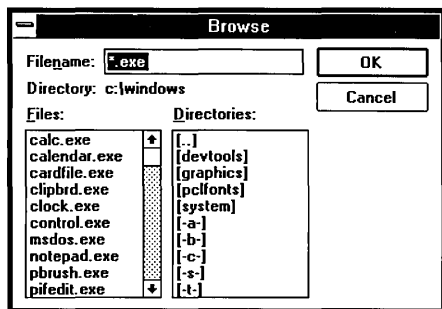 Browse
Filename: *.exe
OK
Directory: c:\windows
Cancel
Files:
Directories:
calc.exe
calendar.exe
cardfile.exe
clipbrd.exe
clock.exe
control.exe
msdos.exe
notepad.exe
pbrush.exe
pifedit.exe
[..]
[devtools]
[graphics]
[pclfonts]
[system]
[-a-]
[-b-]
[-c-]
[-s-]
[-t-]